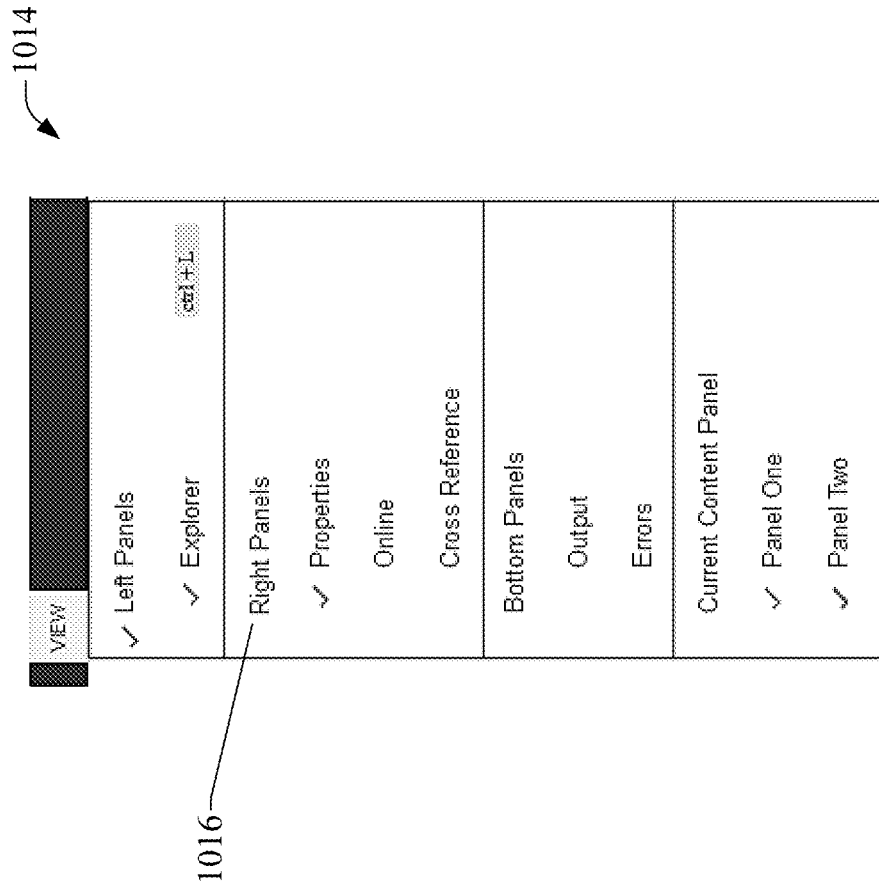 1014
VIEW
✓ Left Panels
✓ Explorer ctrl+L
Right Panels
✓ Properties
Online
Cross Reference
Bottom Panels
Output
Errors
Current Content Panel
✓ Panel One
✓ Panel Two
1016